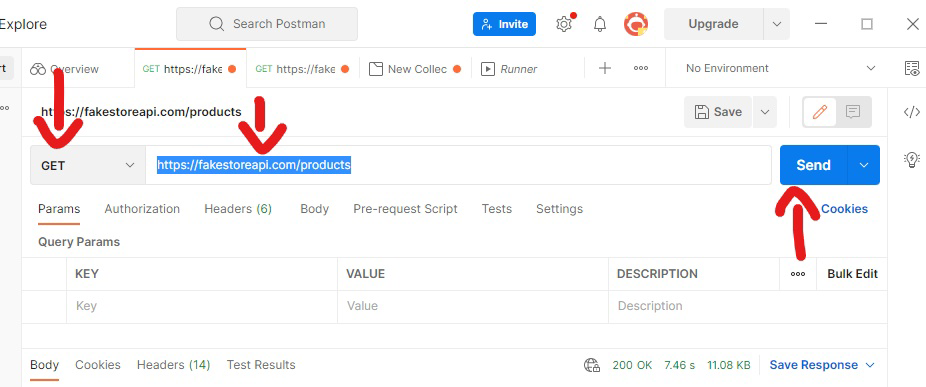 Explore
Search Postman
Invite
Upgrade
rt
Overview
GET https://fake
GET https://fake
New Collec
Runner
No Environment
https://fakestoreapi.com/products
Save
GET
https://fakestoreapi.com/products
Send
Params
Authorization
Headers (6)
Body
Pre-request Script
Tests
Settings
Cookies
Query Params
KEY
VALUE
DESCRIPTION
Bulk Edit
Key
Value
Description
Body
Cookies
Headers (14)
Test Results
200 OK
7.46 s
11.08 KB
Save Response